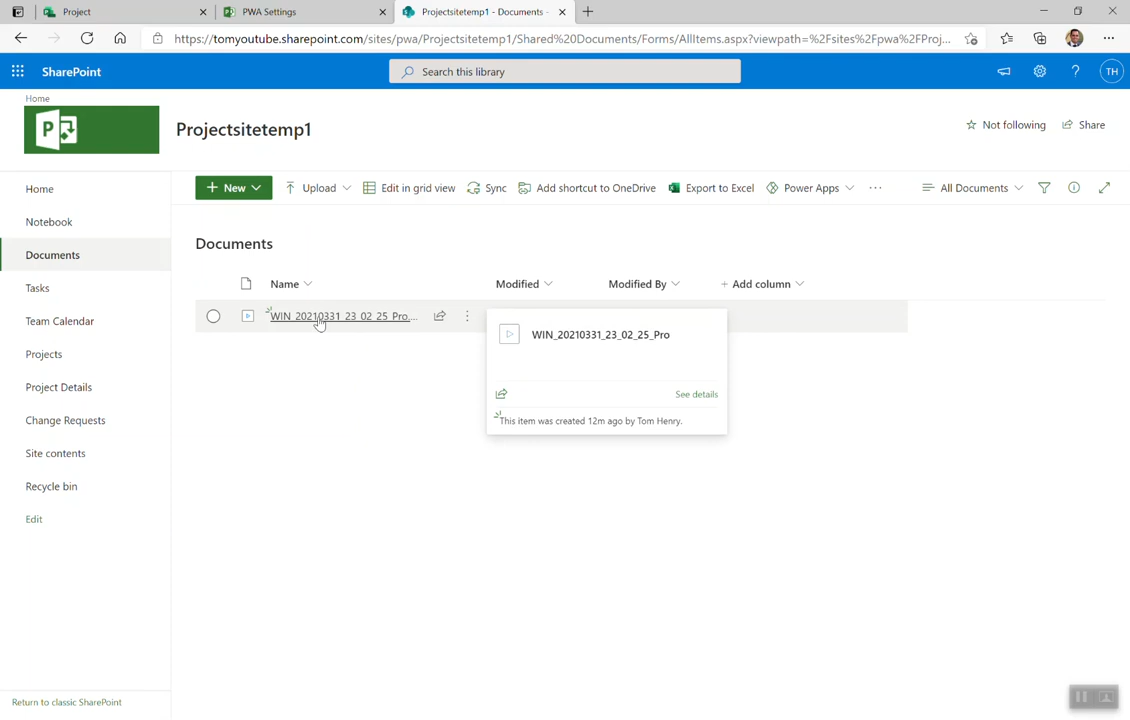 Project
PWA Settings
Projectsitetemp1 - Documents -
https://tomyoutube.sharepoint.com/sites/pwa/Projectsitetemp1/Shared%20Documents/Forms/AllItems.aspx?viewpath=%2Fsites%2Fpwa%2FProj...
SharePoint
Search this library
TH
Home
Projectsitetemp1
Not following
Share
Home
Notebook
Documents
Tasks
Team Calendar
Projects
Project Details
Change Requests
Site contents
Recycle bin
Edit
Return to classic SharePoint
New
Upload
Edit in grid view
Sync
Add shortcut to OneDrive
Export to Excel
Power Apps
All Documents
Documents
Name
Modified
Modified By
Add column
WIN_20210331_23_02_25_Pro....
WIN_20210331_23_02_25_Pro
See details
This item was created 12m ago by Tom Henry.